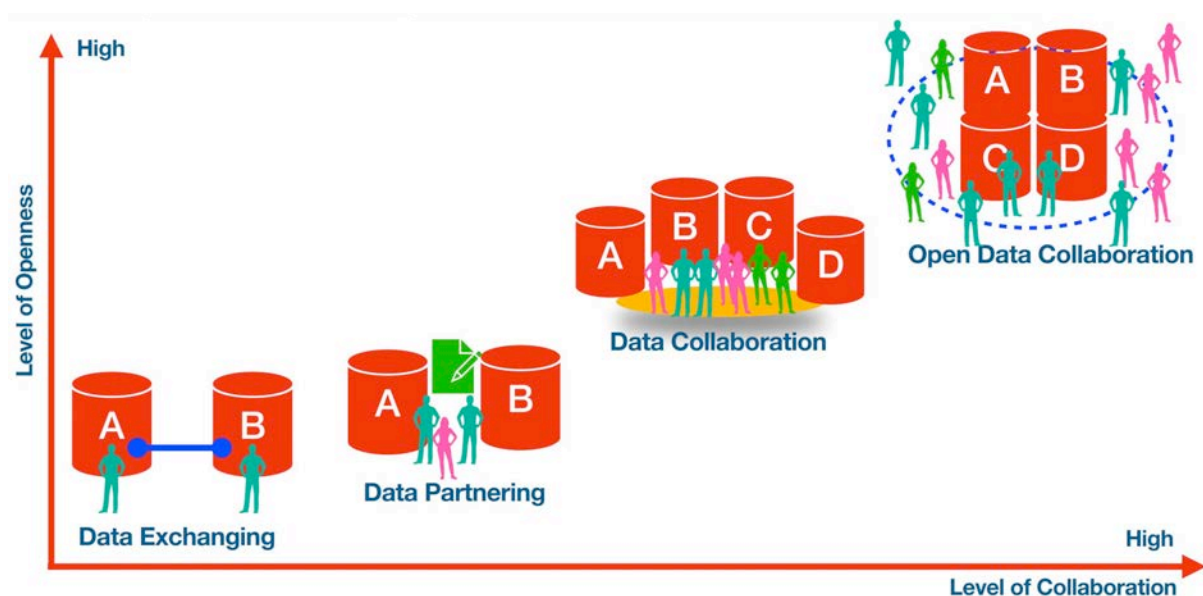 High
Level of Openness
A B
C D
Open Data Collaboration
A B C D
Data Collaboration
A B
Data Partnering
A B
Data Exchanging
High
Level of Collaboration